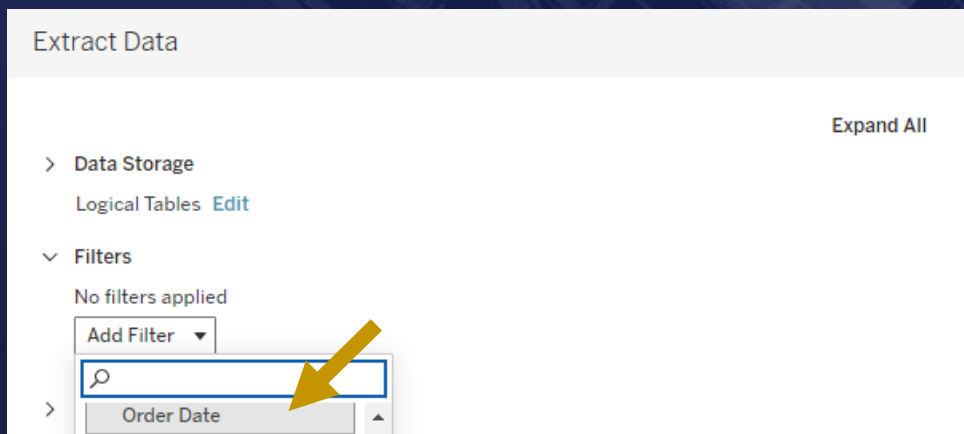 Extract Data
Expand All
Data Storage
Logical Tables Edit
Filters
No filters applied
Add Filter
Order Date